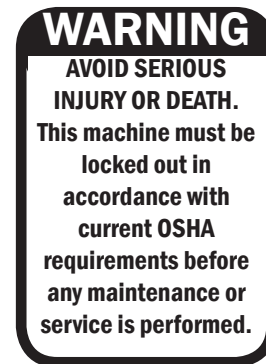 WARNING
AVOID SERIOUS
INJURY OR DEATH.
This machine must be
locked out in
accordance with
current OSHA
requirements before
any maintenance or
service is performed.